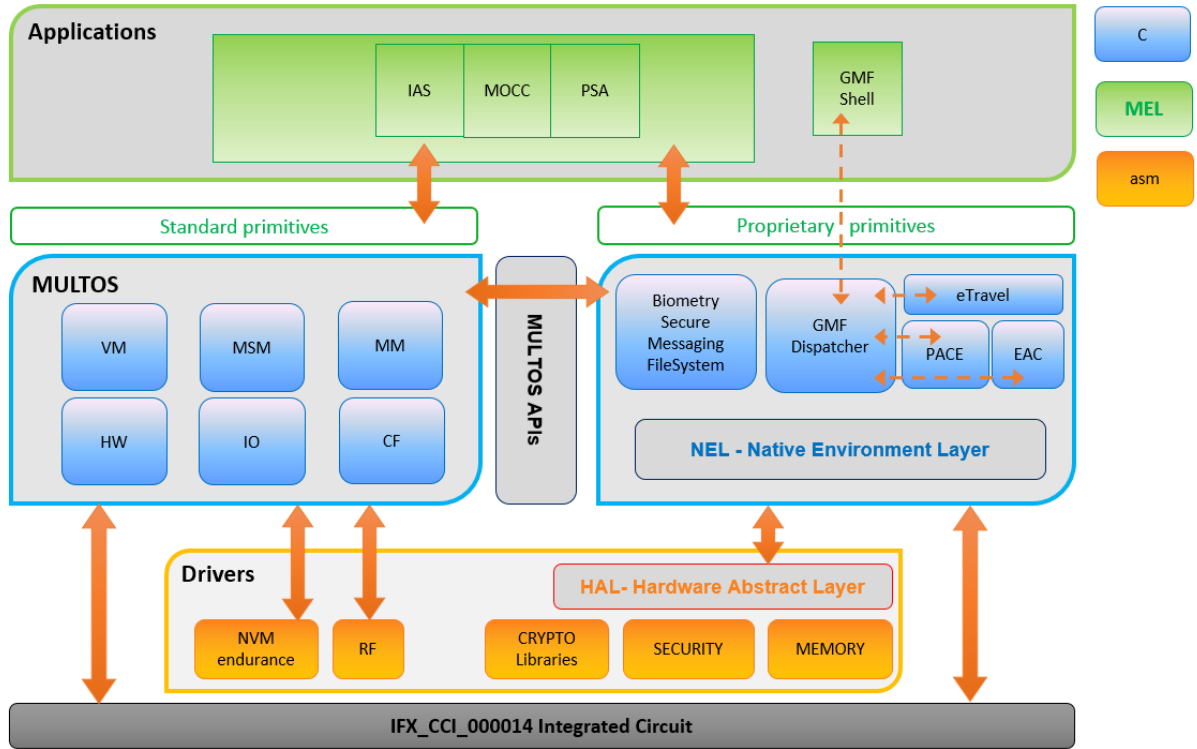 Applications
IAS
MOCC
PSA
GMF
Shell
C
MEL
asm
Standard primitives
Proprietary primitives
MULTOS
VM
MSM
MM
HW
IO
CF
MULTOS APIs
Biometry
Secure
Messaging
FileSystem
GMF
Dispatcher
eTravel
PACE
EAC
NEL - Native Environment Layer
Drivers
HAL- Hardware Abstract Layer
NVM
endurance
RF
CRYPTO
Libraries
SECURITY
MEMORY
IFX_CCI_000014 Integrated Circuit